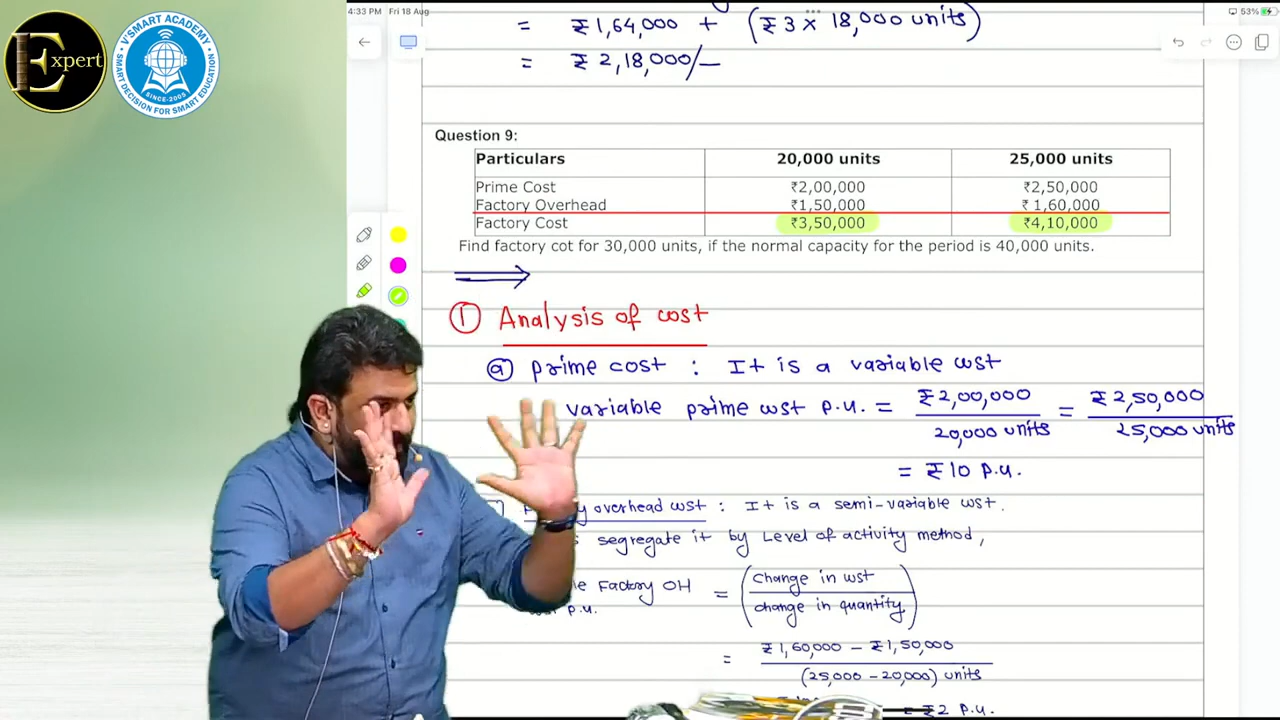 4:33 PM Fri 18 Aug
53%
Expert
V'SMART ACADEMY
SMART DECISION FOR SMART EDUCATION
SINCE-2005
= ₹1,64,000 + (₹3 × 18,000 units)
= ₹2,18,000/-
Question 9:
Particulars 20,000 units 25,000 units
Prime Cost ₹2,00,000 ₹2,50,000
Factory Overhead ₹1,50,000 ₹ 1,60,000
Factory Cost ₹3,50,000 ₹4,10,000
Find factory cot for 30,000 units, if the normal capacity for the period is 40,000 units.
① Analysis of cost
ⓐ prime cost : It is a variable cost
variable prime cost p.u. = ₹2,00,000 / 20,000 units = ₹2,50,000 / 25,000 units
= ₹10 p.u.
overhead cost : It is a semi-variable cost.
segregate it by Level of activity method,
Factory OH = (change in cost / change in quantity)
p.u.
= ₹1,60,000 - ₹1,50,000 / (25,000 - 20,000) units
= ₹2 p.u.